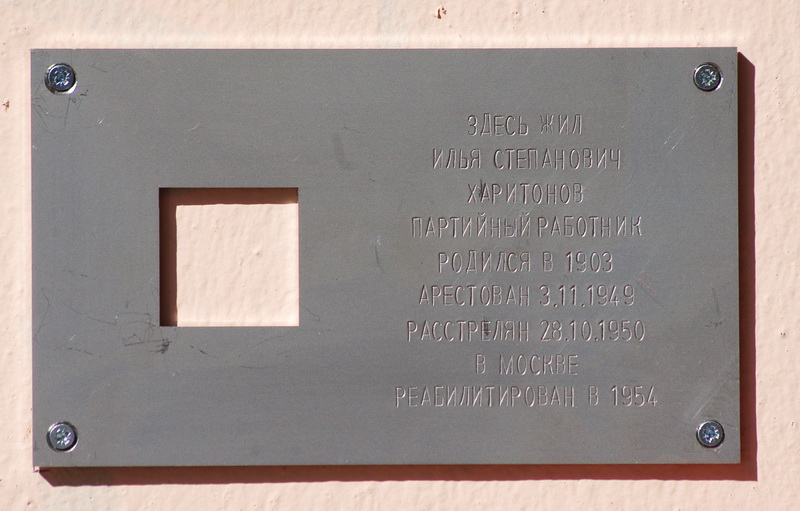 ЗДЕСЬ ЖИЛ
ИЛЬЯ СТЕПАНОВИЧ
ХАРИТОНОВ
ПАРТИЙНЫЙ РАБОТНИК
РОДИЛСЯ В 1903
АРЕСТОВАН 3.11.1949
РАССТРЕЛЯН 28.10.1950
В МОСКВЕ
РЕАБИЛИТИРОВАН В 1954